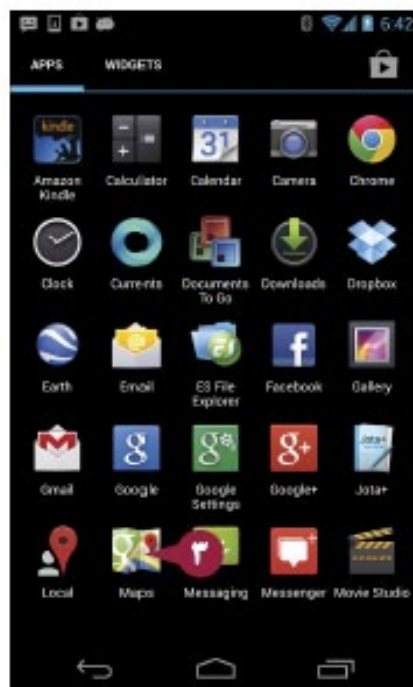 6:42
APPS WIDGETS
kindle
31
Amazon Kindle
Calculator
Calendar
Camera
Chrome
Clock
Currents
Documents To Go
Downloads
Dropbox
Earth
Email
ES File Explorer
Facebook
Gallery
Jota+
Gmail
Google
Google Settings
Google+
Jota+
٣
Local
Maps
Messaging
Messenger
Movie Studio